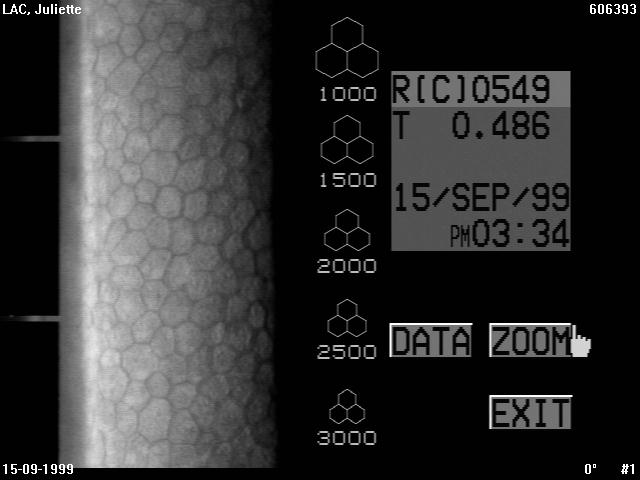 LAC, Juliette
606393
1000
1500
2000
2500
3000
R[C]0549
T 0.486
15/SEP/99
PM03:34
DATA ZOOM
EXIT
15-09-1999
0° #1